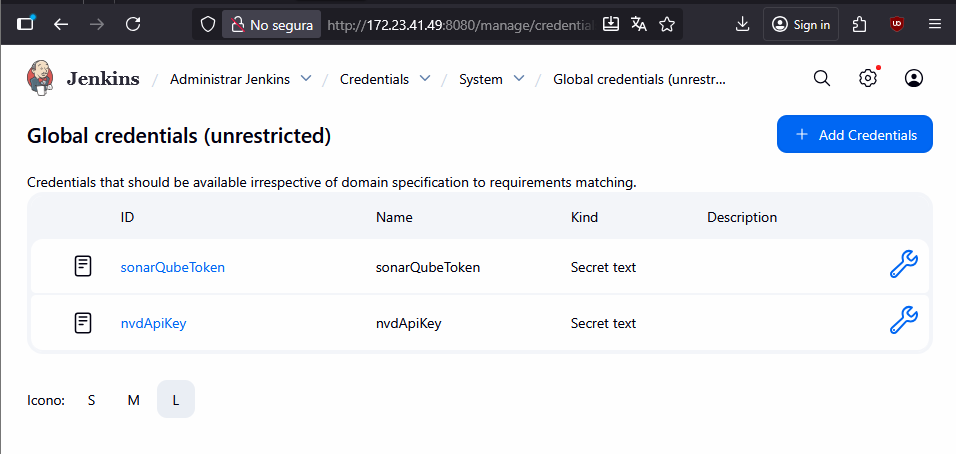 No segura http://172.23.41.49:8080/manage/credential Sign in
Jenkins / Administrar Jenkins / Credentials / System / Global credentials (unrestr...
Global credentials (unrestricted)
+ Add Credentials
Credentials that should be available irrespective of domain specification to requirements matching.
ID Name Kind Description
sonarQubeToken sonarQubeToken Secret text
nvdApiKey nvdApiKey Secret text
Icono: S M L